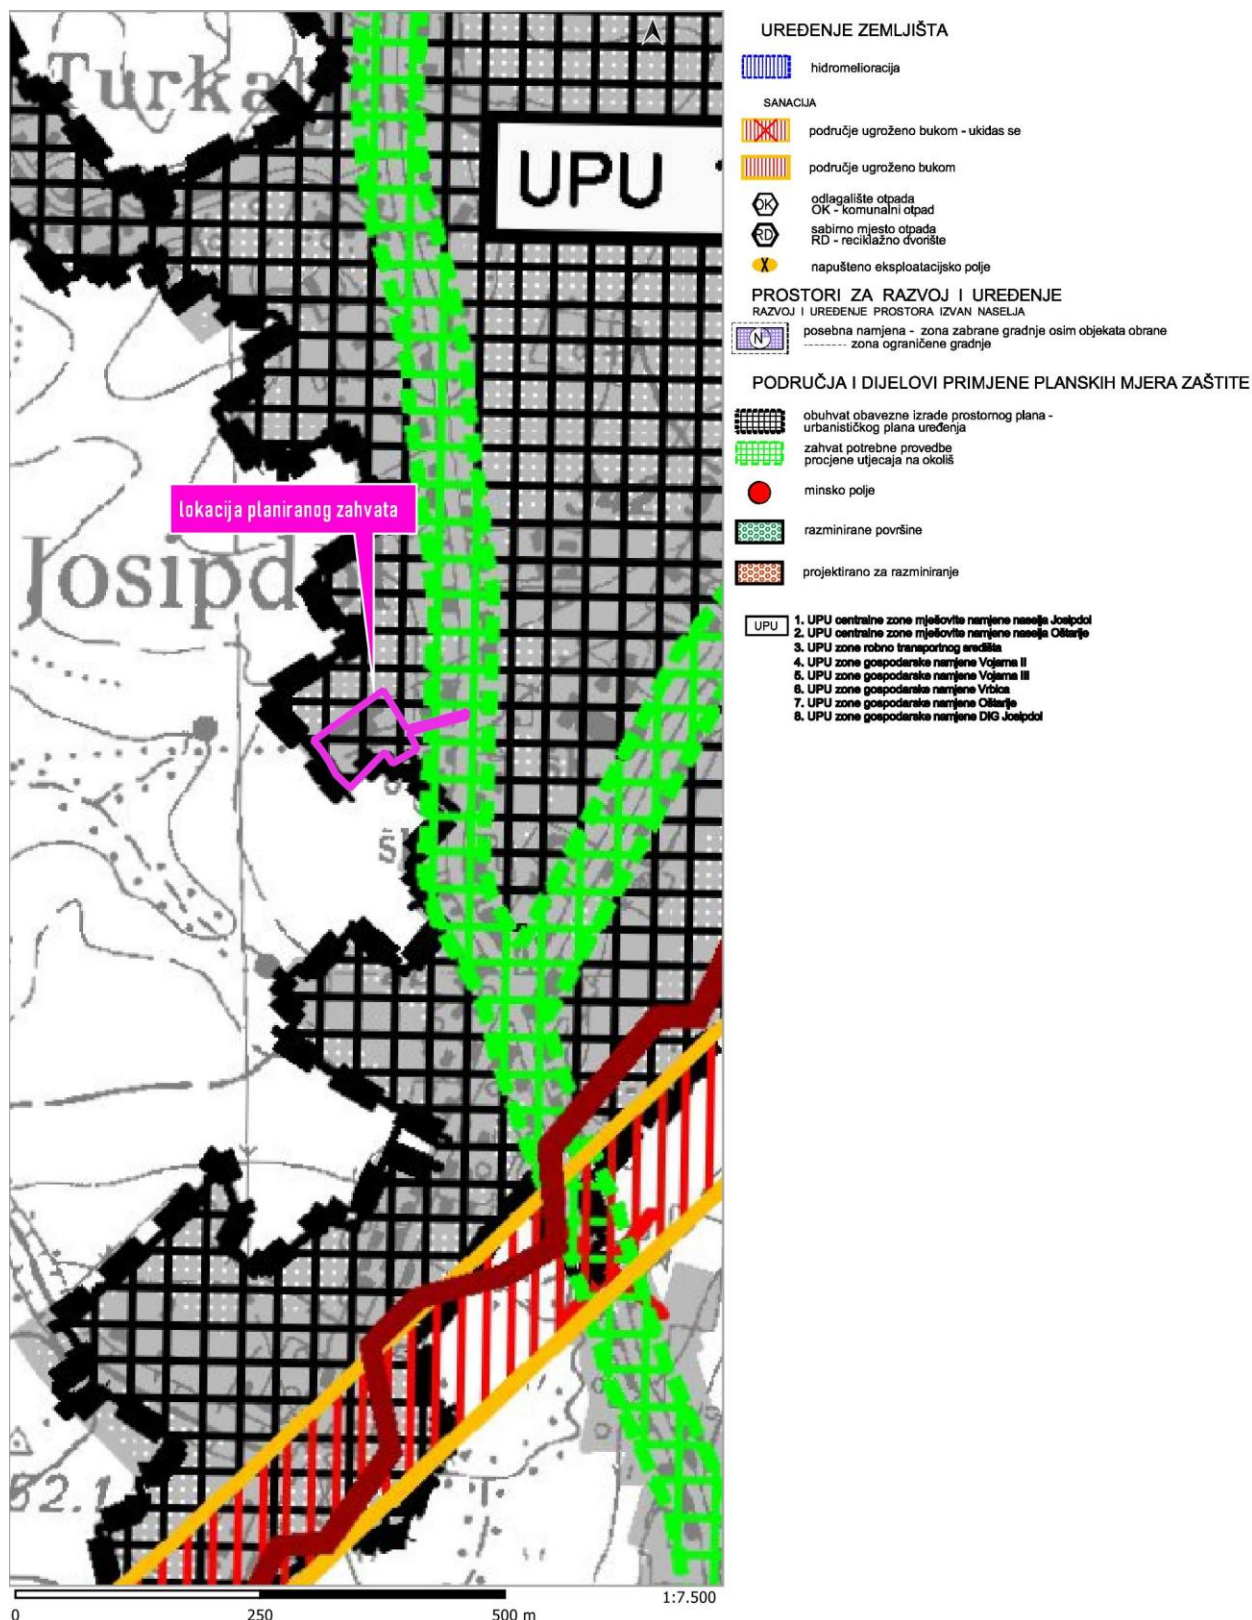 Turkal
UPU
lokacija planiranog zahvata
Josipd
52.1
0 250 500 m
1:7.500
UREĐENJE ZEMLJIŠTA
hidromelioracija
SANACIJA
područje ugroženo bukom - ukidas se
područje ugroženo bukom
OK
odlagalište otpada
OK - komunalni otpad
RD
sabirno mjesto otpada
RD - reciklažno dvorište
X
napušteno eksploatacijsko polje
PROSTORI ZA RAZVOJ I UREĐENJE
RAZVOJ I UREĐENJE PROSTORA IZVAN NASELJA
N
posebna namjena - zona zabrane gradnje osim objekata obrane
---------- zona ograničene gradnje
PODRUČJA I DIJELOVI PRIMJENE PLANSKIH MJERA ZAŠTITE
obuhvat obavezne izrade prostornog plana -
urbanističkog plana uređenja
zahvat potrebne provedbe
procjene utjecaja na okoliš
minsko polje
razminirane površine
projektirano za razminiranje
UPU
1. UPU centralne zone mješovite namjene naselja Josipdol
2. UPU centralne zone mješovite namjene naselja Oštarije
3. UPU zone robno transportnog središta
4. UPU zone gospodarske namjene Vojarna II
5. UPU zone gospodarske namjene Vojarna III
6. UPU zone gospodarske namjene Vrbica
7. UPU zone gospodarske namjene Oštarije
8. UPU zone gospodarske namjene DIG Josipdol